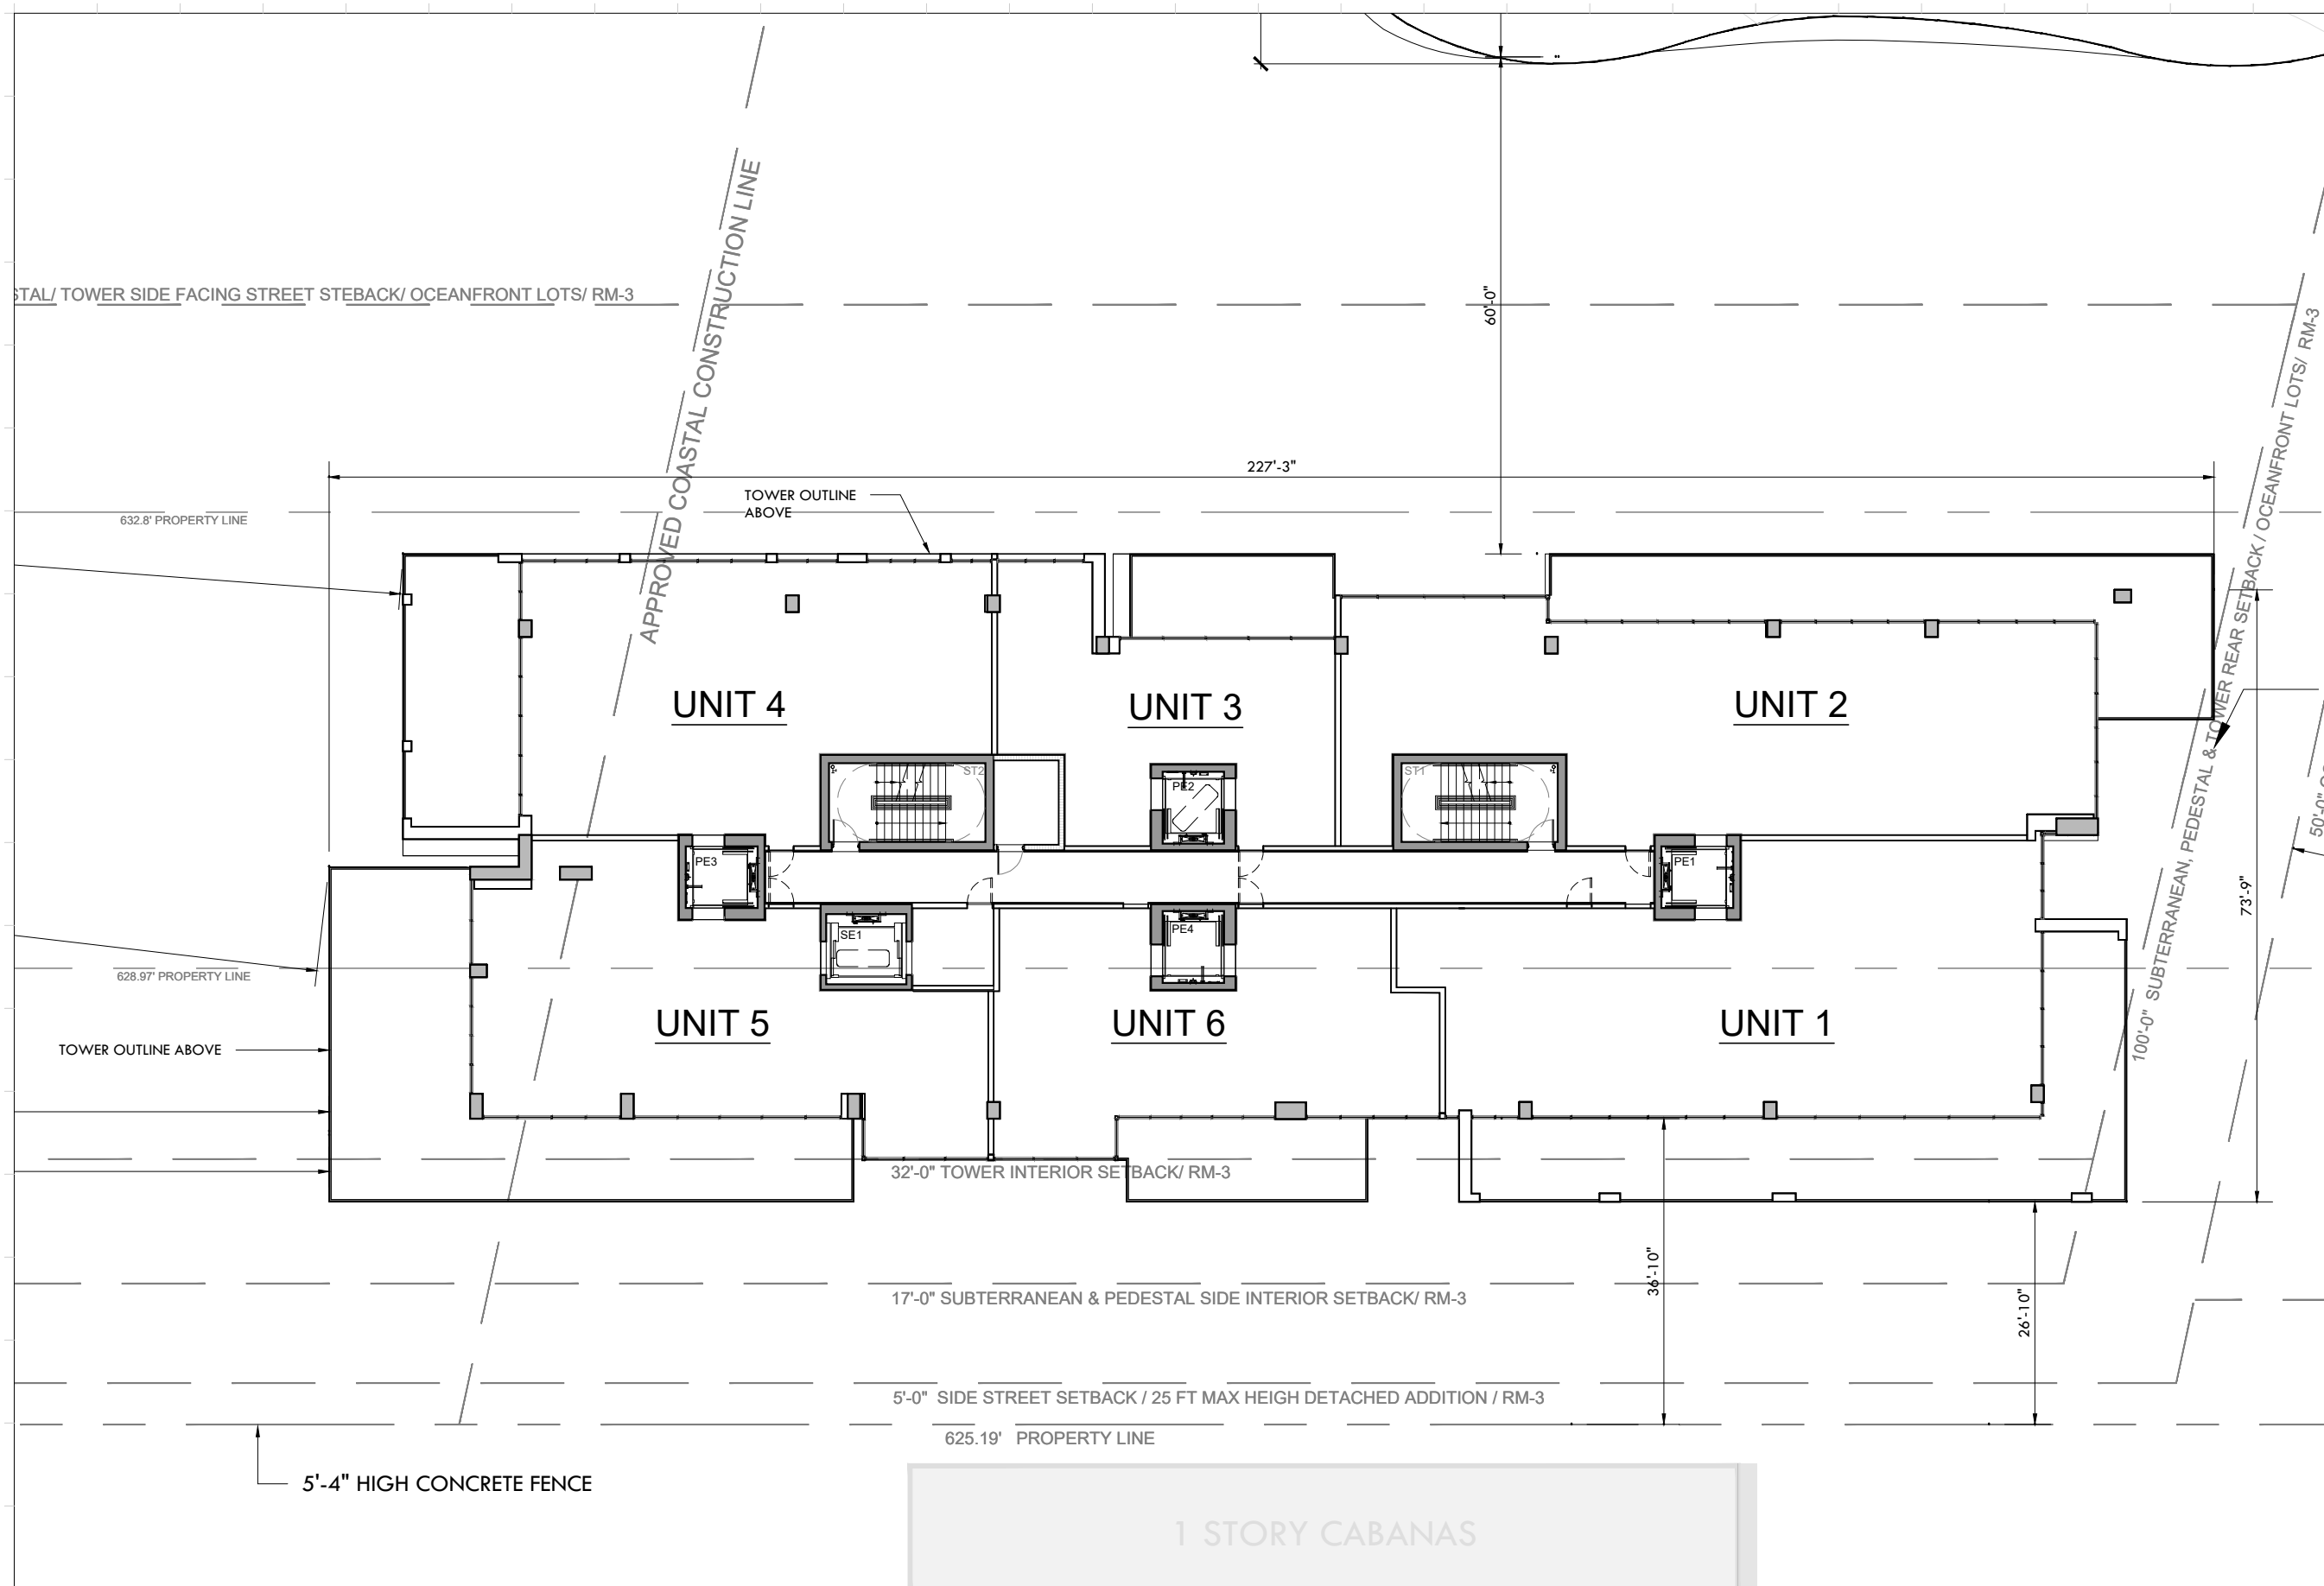 "
APPROVED COASTAL CONSTRUCTION LINE
STAL/ TOWER SIDE FACING STREET STEBACK/ OCEANFRONT LOTS/ RM-3
60'-0"
227'-3"
TOWER OUTLINE
ABOVE
632.8' PROPERTY LINE
100'-0" SUBTERRANEAN, PEDESTAL & TOWER REAR SETBACK / OCEANFRONT LOTS/ RM-3
UNIT 4
UNIT 3
UNIT 2
ST2
PE2
ST1
50'-0"
PE3
PE1
73'-9"
SE1
PE4
628.97' PROPERTY LINE
UNIT 5
UNIT 6
UNIT 1
TOWER OUTLINE ABOVE
32'-0" TOWER INTERIOR SETBACK/ RM-3
36'-10"
17'-0" SUBTERRANEAN & PEDESTAL SIDE INTERIOR SETBACK/ RM-3
26'-10"
5'-0" SIDE STREET SETBACK / 25 FT MAX HEIGH DETACHED ADDITION / RM-3
625.19' PROPERTY LINE
5'-4" HIGH CONCRETE FENCE
1 STORY CABANAS